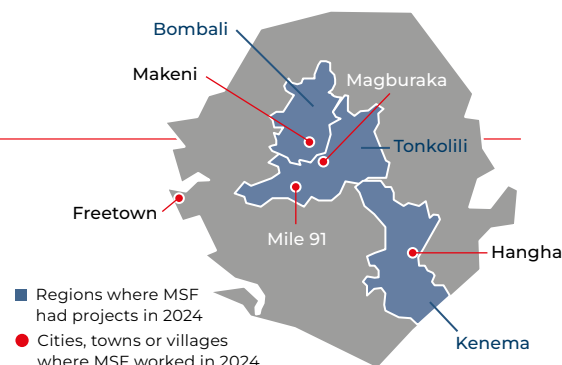 Bombali
Makeni
Magburaka
Tonkolili
Freetown
Mile 91
Hangha
Regions where MSF
had projects in 2024
Cities, towns or villages
where MSF worked in 2024
Kenema